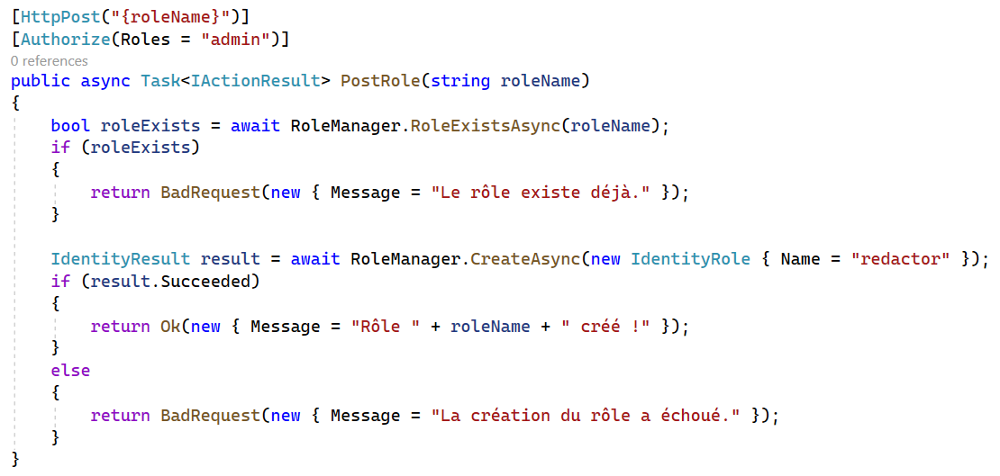 [HttpPost("{roleName}")]
[Authorize(Roles = "admin")]
0 references
public async Task<IActionResult> PostRole(string roleName)
{
    bool roleExists = await RoleManager.RoleExistsAsync(roleName);
    if (roleExists)
    {
        return BadRequest(new { Message = "Le rôle existe déjà." });
    }

    IdentityResult result = await RoleManager.CreateAsync(new IdentityRole { Name = "redactor" });
    if (result.Succeeded)
    {
        return Ok(new { Message = "Rôle " + roleName + " créé !" });
    }
    else
    {
        return BadRequest(new { Message = "La création du rôle a échoué." });
    }
}